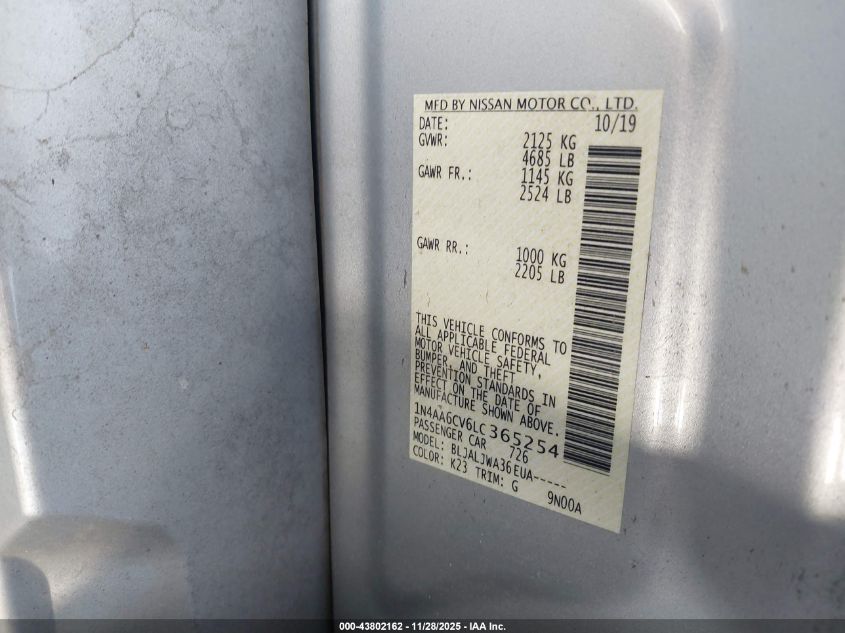 MFD BY NISSAN MOTOR CO., LTD.
DATE: 10/19
GVWR: 2125 KG
4685 LB
GAWR FR.: 1145 KG
2524 LB
GAWR RR.: 1000 KG
2205 LB
THIS VEHICLE CONFORMS TO
ALL APPLICABLE FEDERAL
MOTOR VEHICLE SAFETY,
BUMPER, AND THEFT
PREVENTION STANDARDS IN
EFFECT ON THE DATE OF
MANUFACTURE SHOWN ABOVE.
1N4AA6CV6LC365254
PASSENGER CAR 726
MODEL: BLJALJWA36EUA-----
COLOR: K23 TRIM: G 9N00A
000-43802162 - 11/28/2025 - IAA Inc.